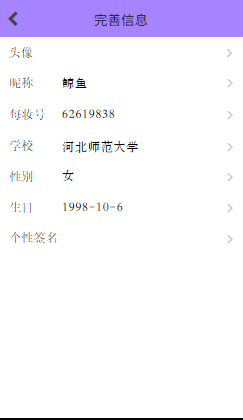 完善信息
头像
昵称 鲸鱼
每妆号 62619838
学校 河北师范大学
性别 女
生日 1998-10-6
个性签名